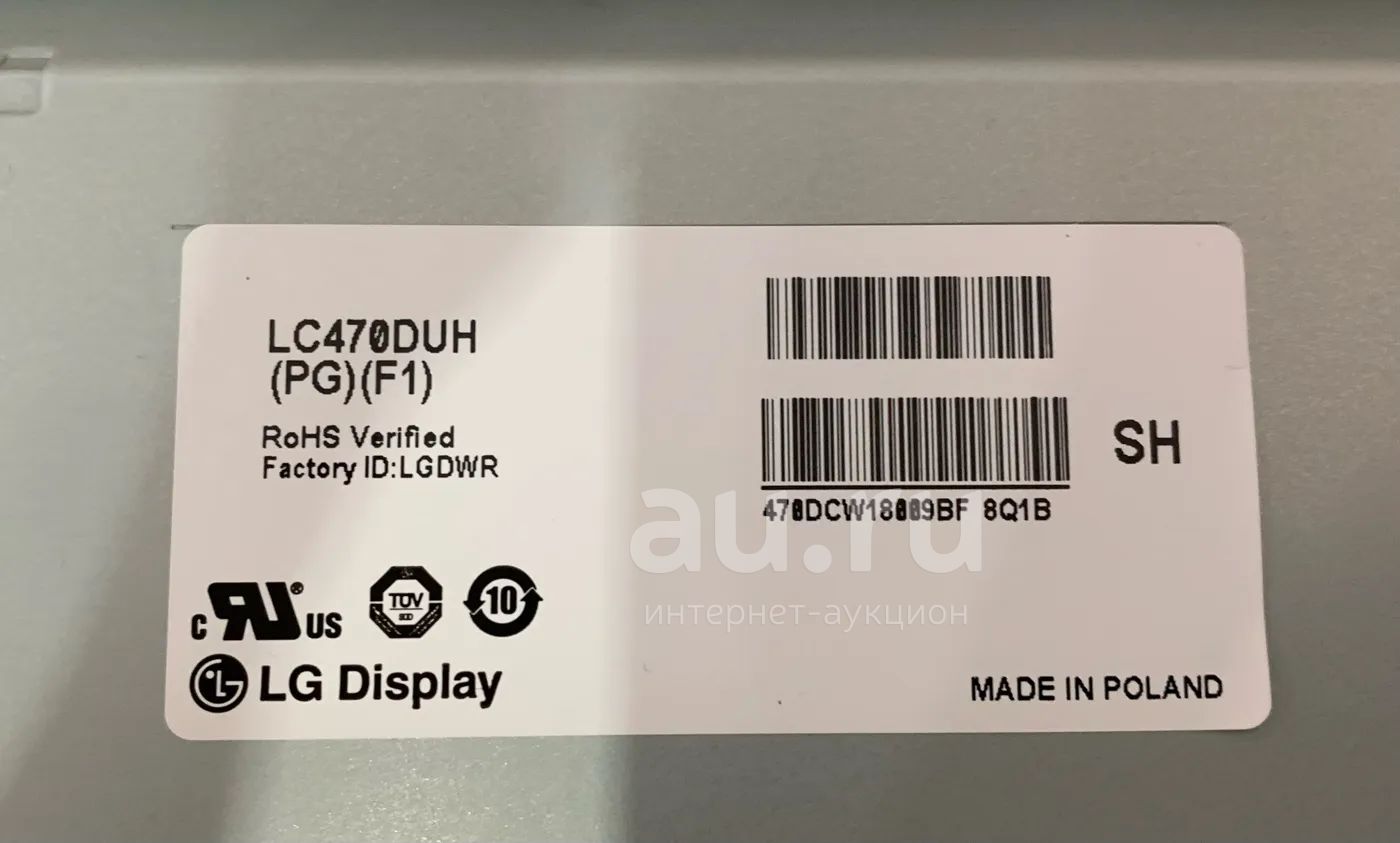 LC470DUH
(PG)(F1)
RoHS Verified
Factory ID:LGDWR
SH
470DCW18009BF 8Q1B
au.ru
интернет-аукцион
c RU® US
TÜV
10
LG Display
MADE IN POLAND